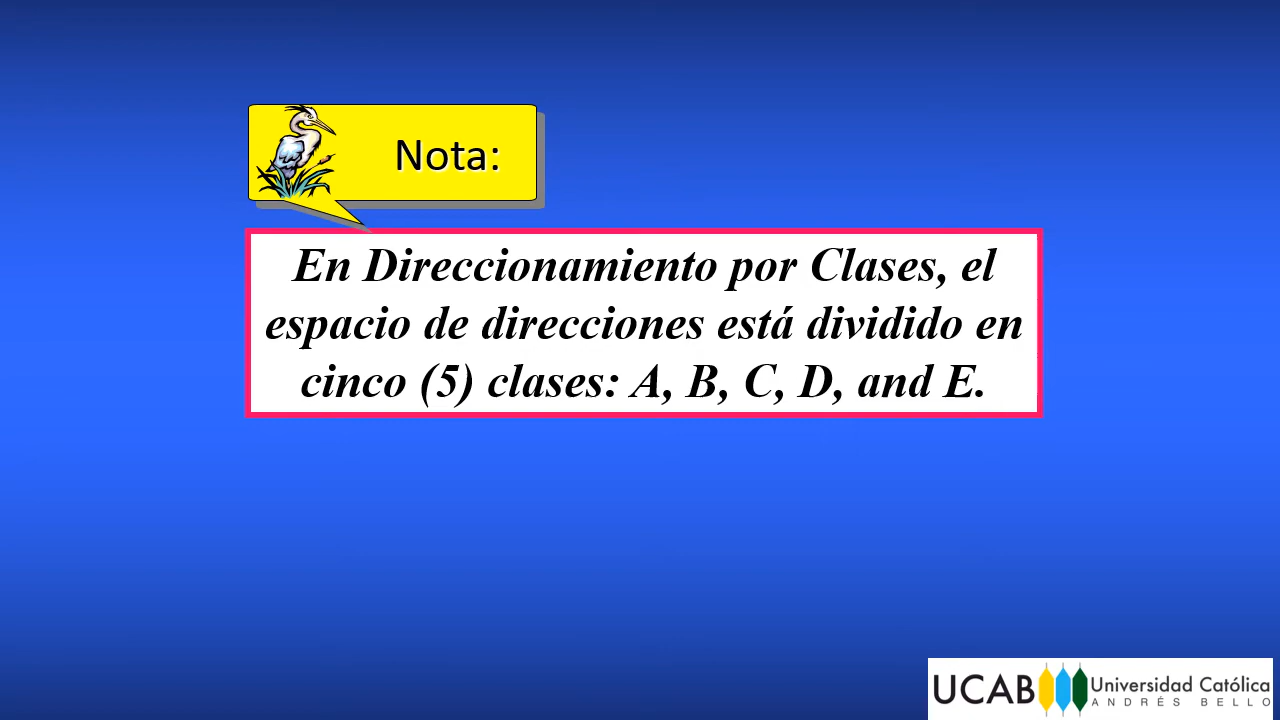 Nota:
En Direccionamiento por Clases, el
espacio de direcciones está dividido en
cinco (5) clases: A, B, C, D, and E.
UCAB Universidad Católica
ANDRÉS BELLO